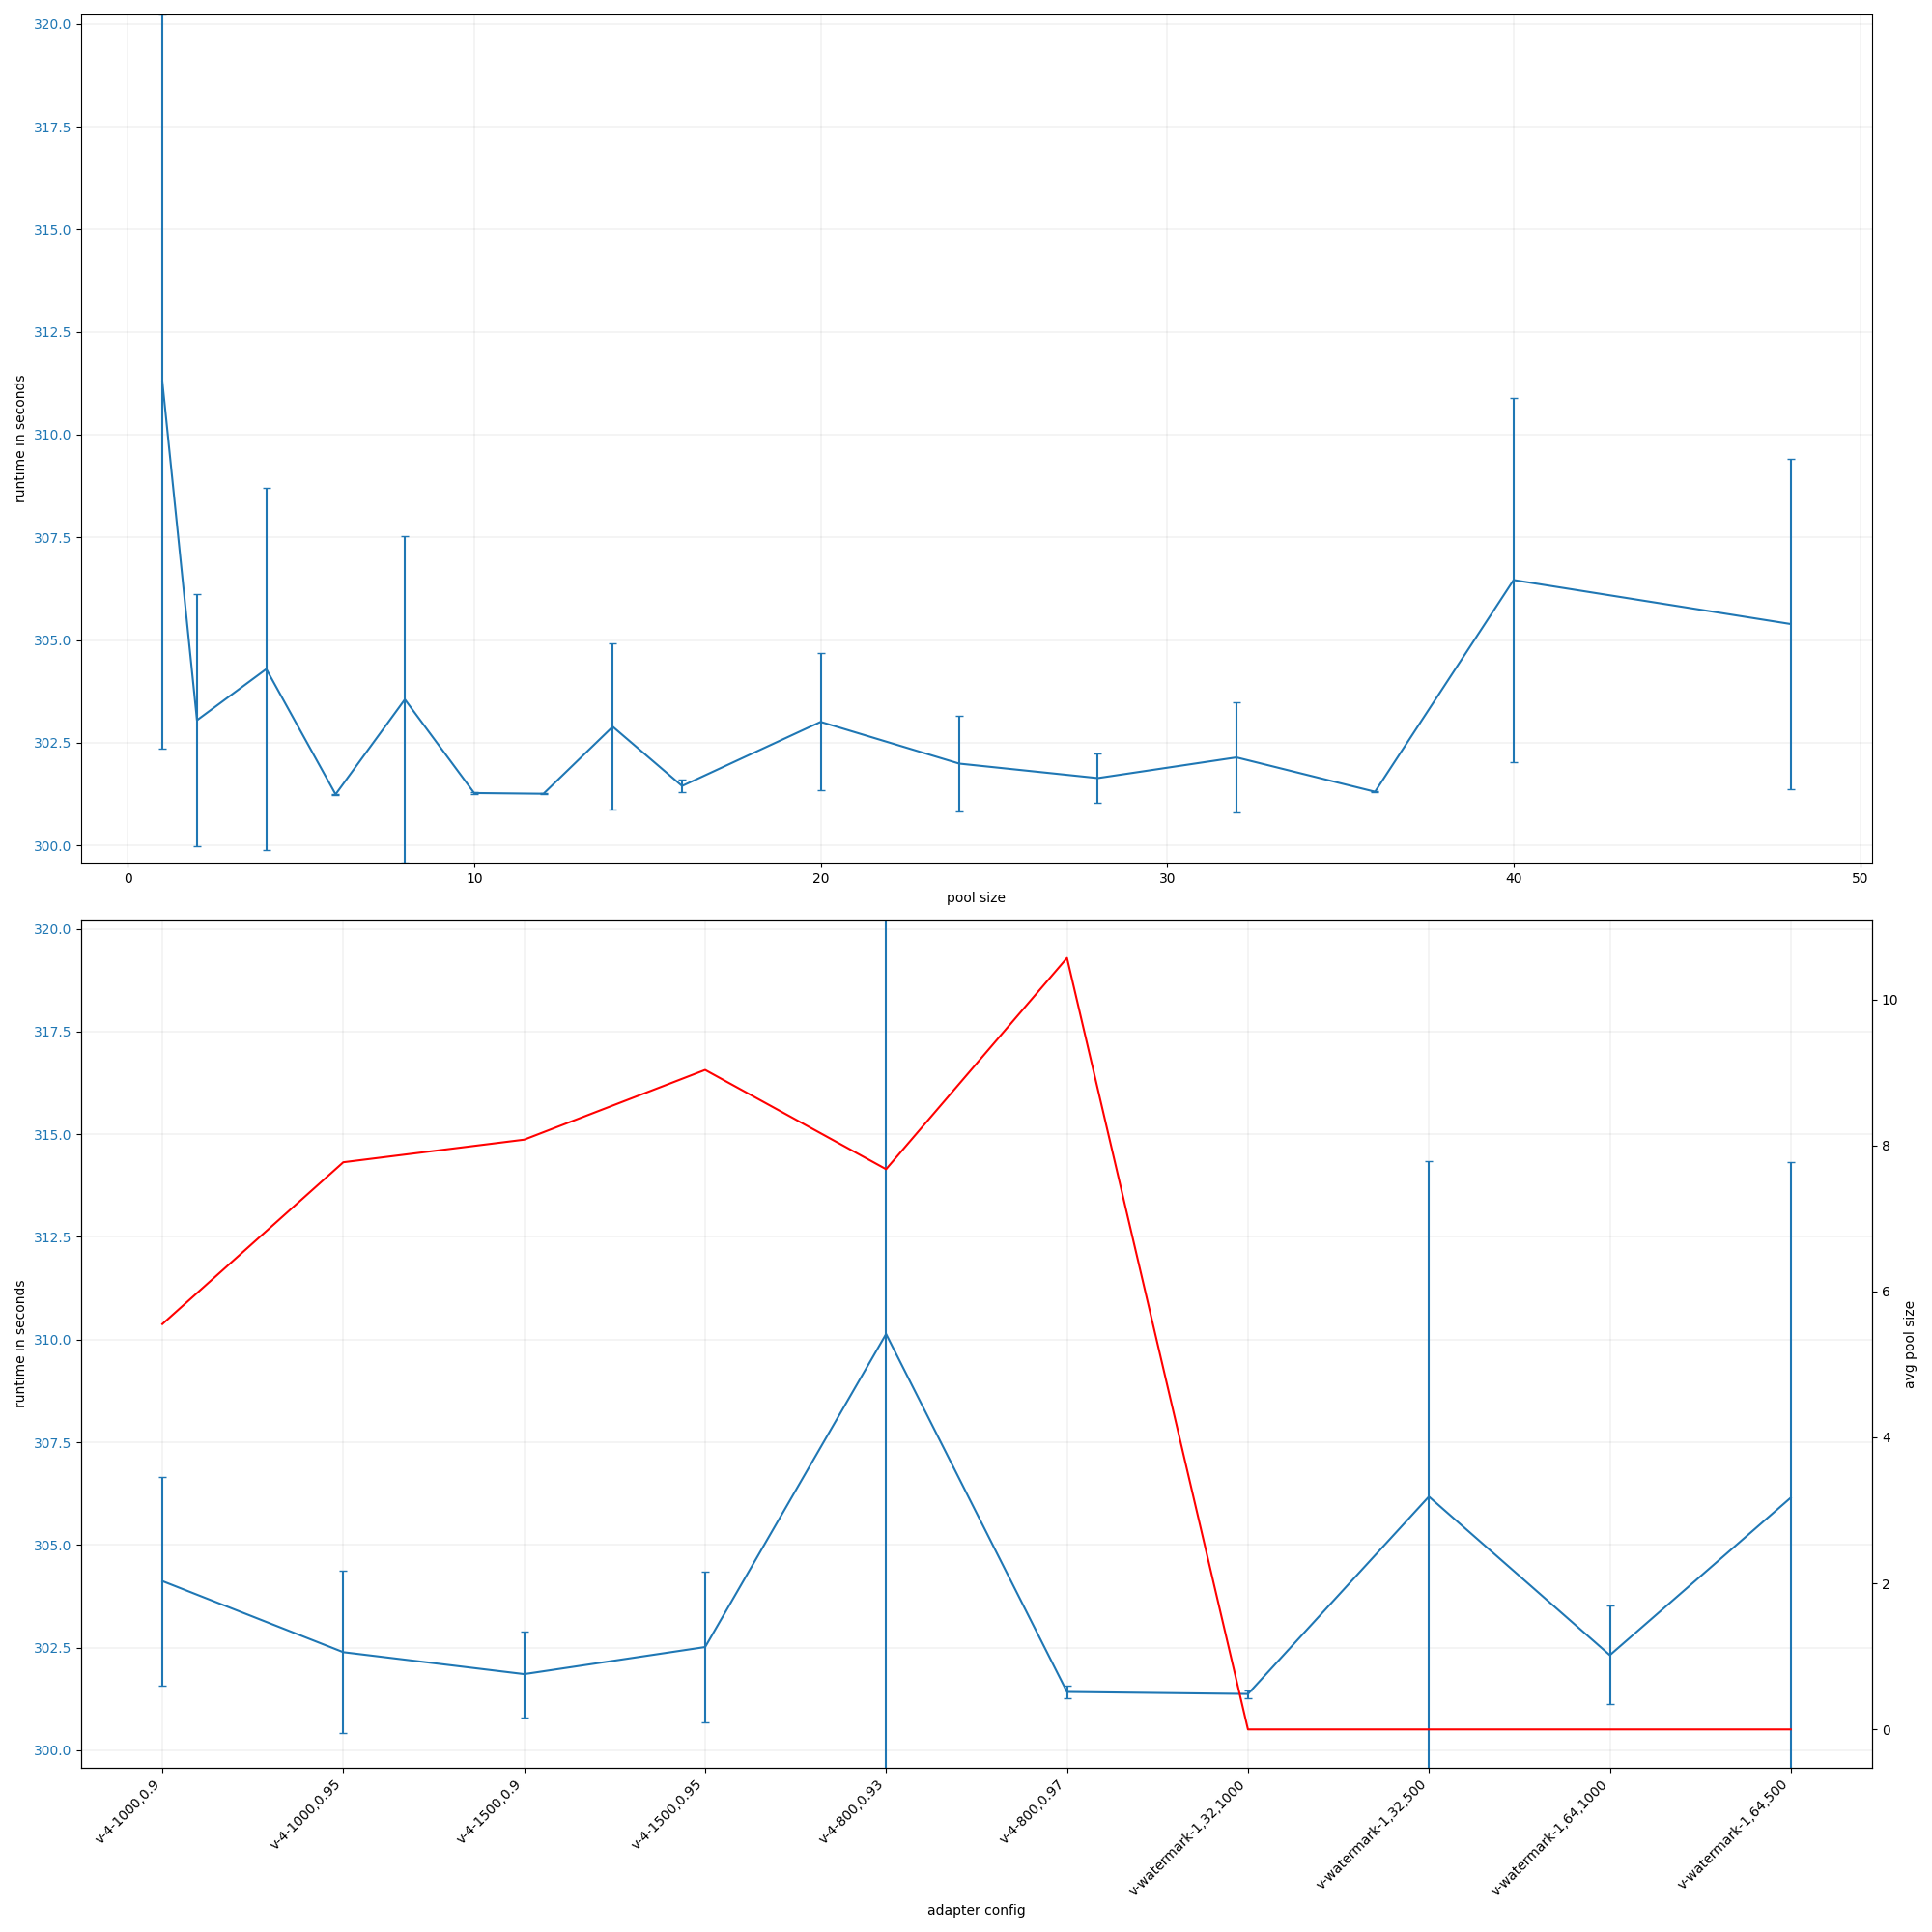 320.0
317.5
315.0
312.5
310.0
307.5
305.0
302.5
300.0
runtime in seconds
0 10 20 30 40 50
pool size
320.0
317.5
315.0
312.5
310.0
307.5
305.0
302.5
300.0
runtime in seconds
10
8
6
4
2
0
avg pool size
v-4-1000,0.9
v-4-1000,0.95
v-4-1500,0.9
v-4-1500,0.95
v-4-800,0.93
v-4-800,0.97
v-watermark-1,32,1000
v-watermark-1,32,500
v-watermark-1,64,1000
v-watermark-1,64,500
adapter config